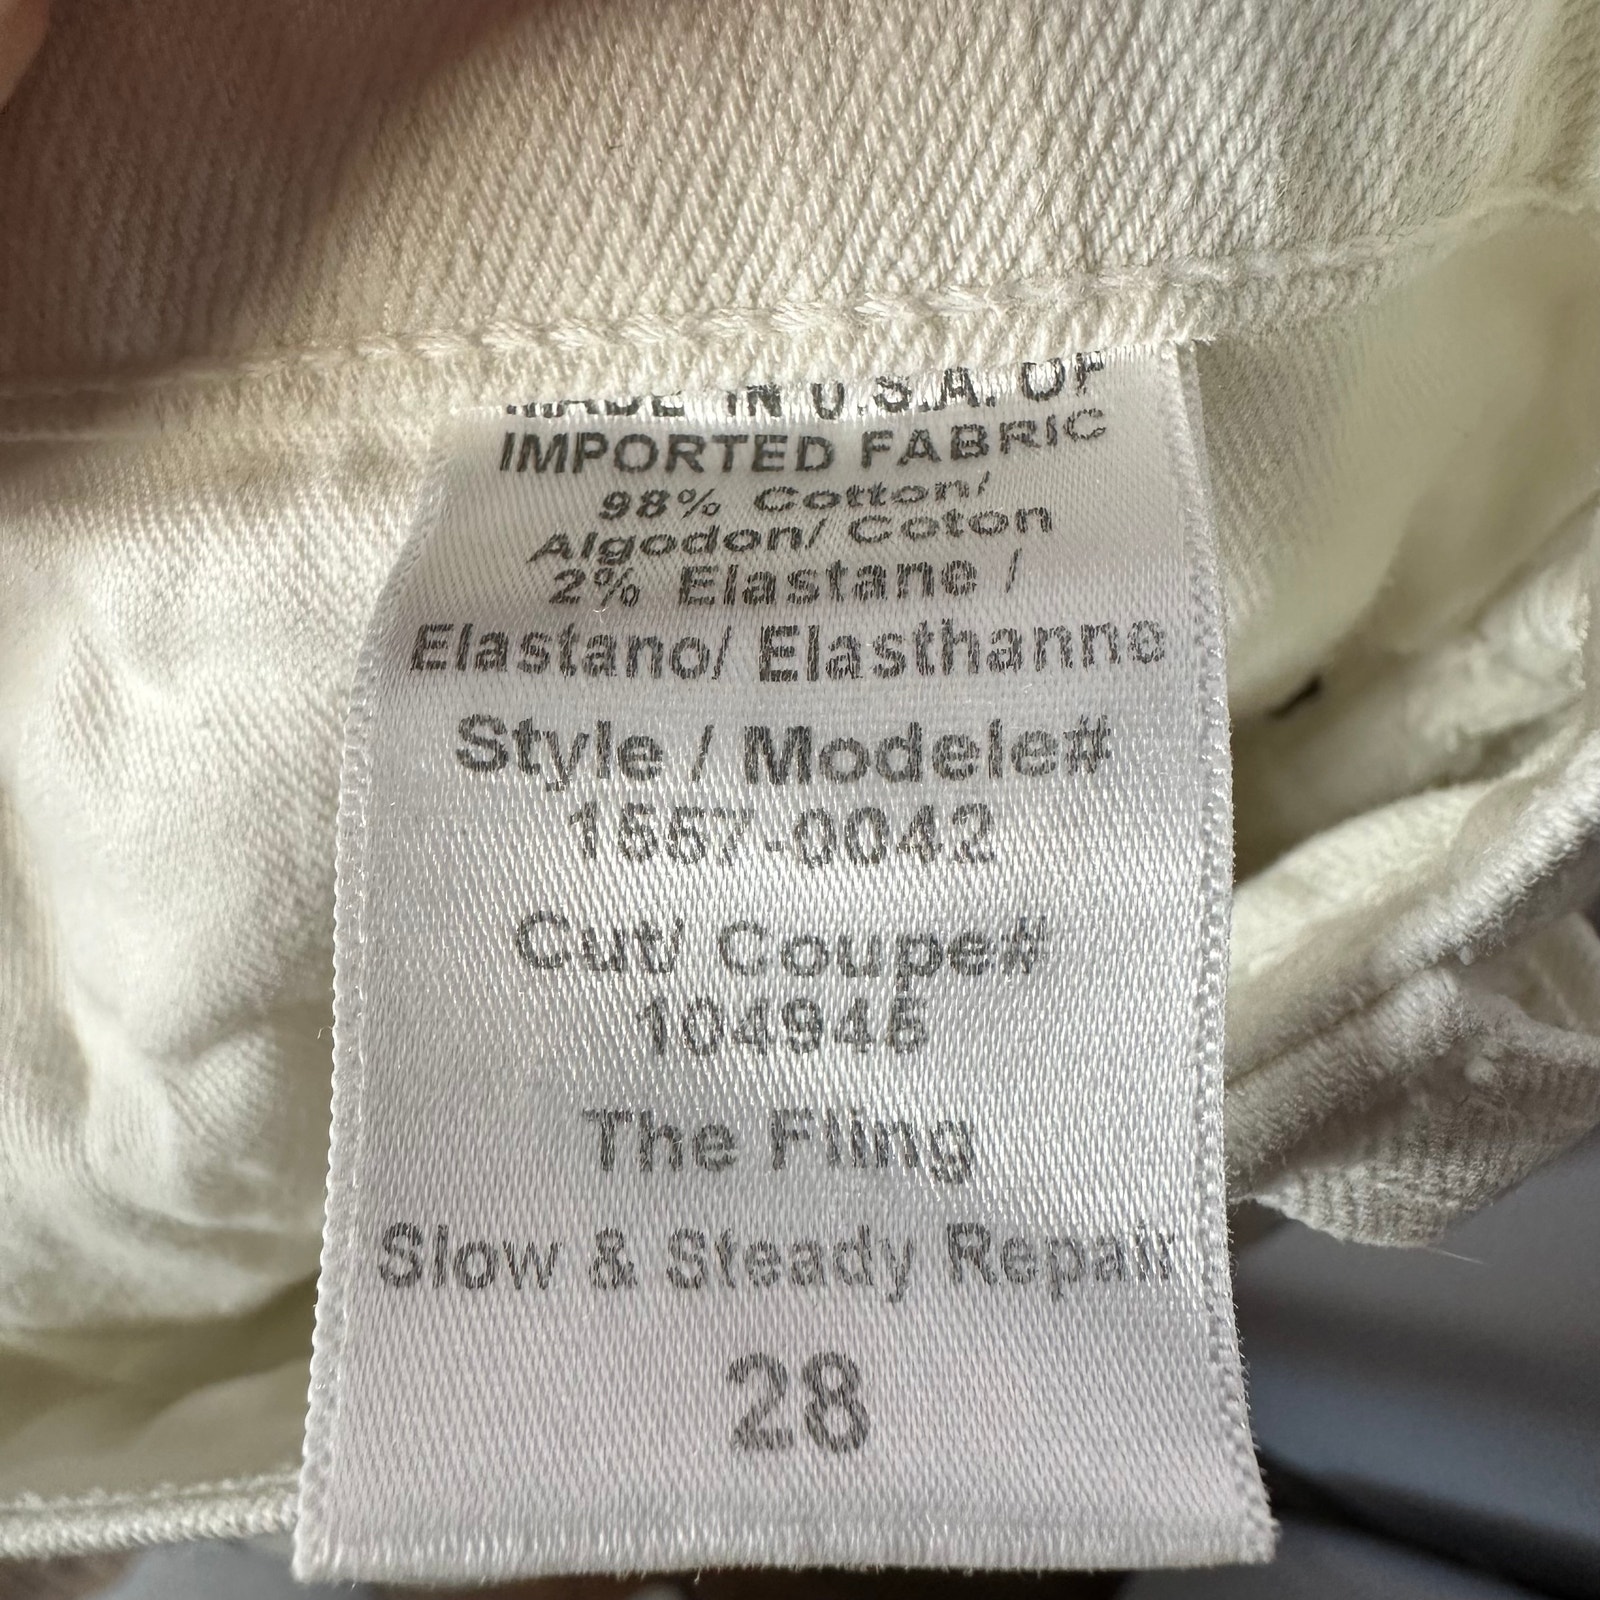 MADE IN U.S.A. OF
IMPORTED FABRIC
98% Cotton/
Algodon/ Coton
2% Elastane /
Elastano/ Elasthanne
Style / Modele#
1557-0042
Cut/ Coupe#
104945
The Fling
Slow & Steady Repair
28